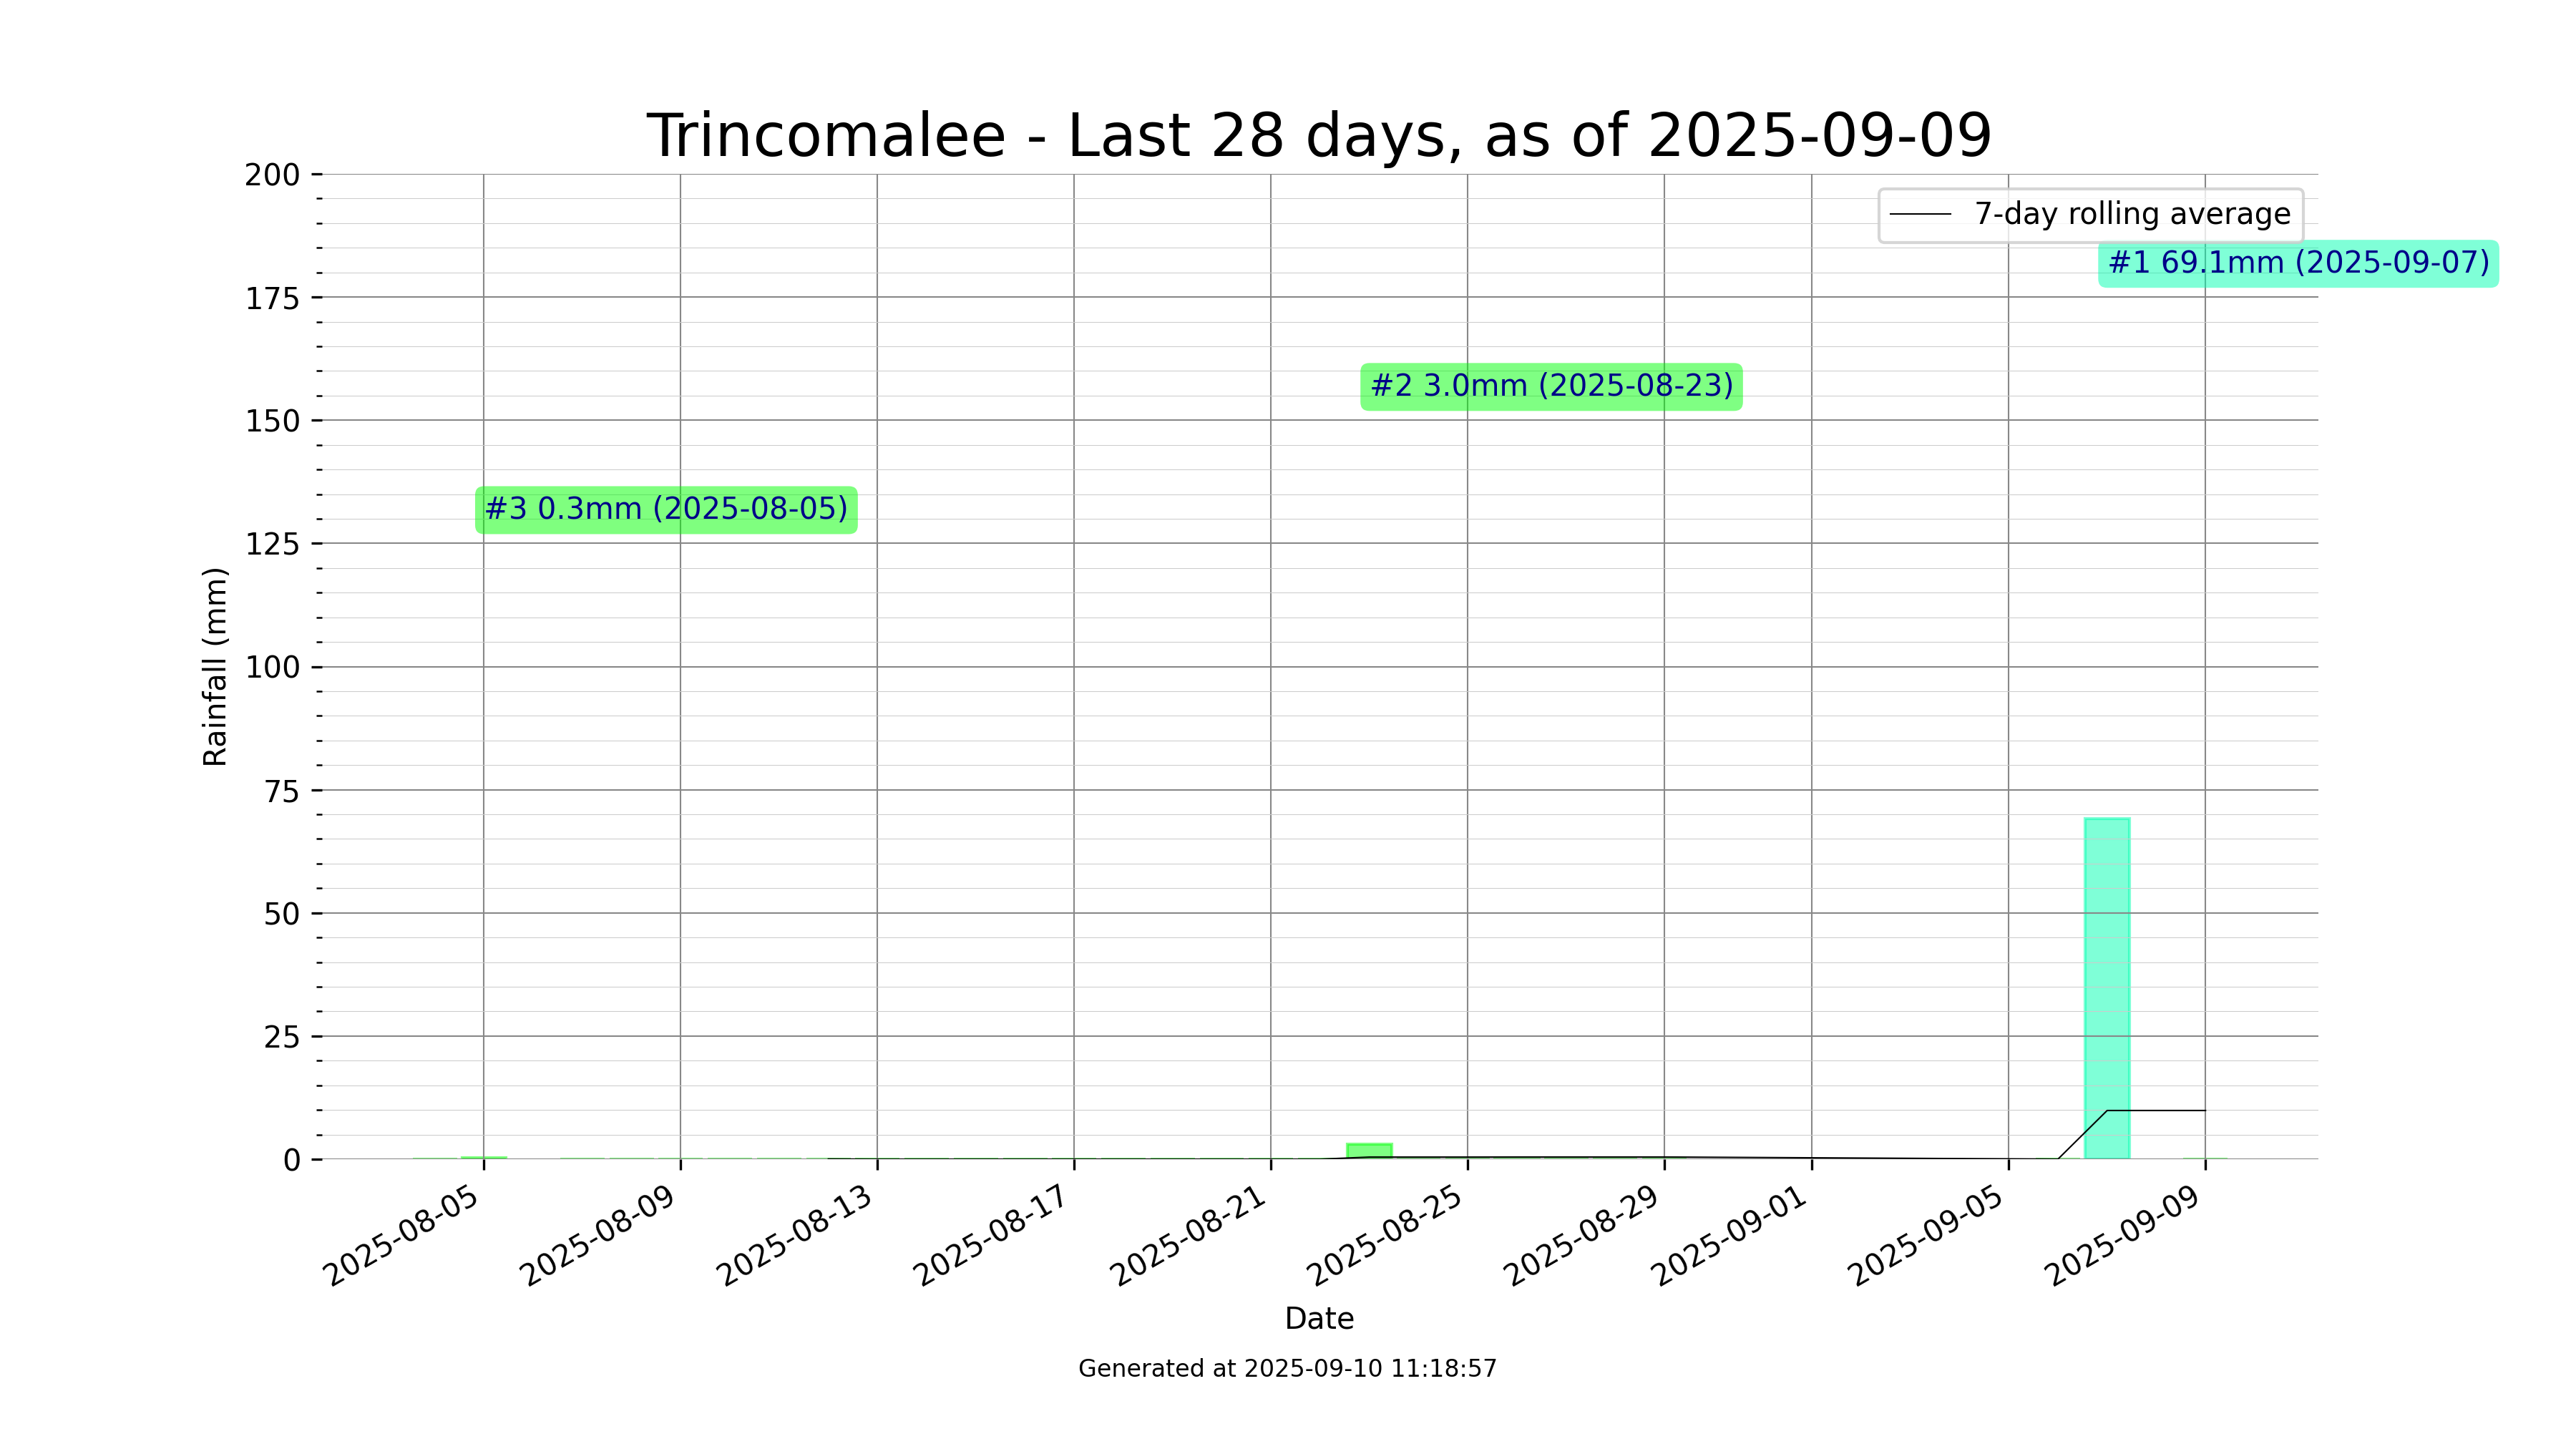 Trincomalee - Last 28 days, as of 2025-09-09
200
175
150
125
100
75
50
25
0
Rainfall (mm)
7-day rolling average
#1 69.1mm (2025-09-07)
#2 3.0mm (2025-08-23)
#3 0.3mm (2025-08-05)
2025-08-05
2025-08-09
2025-08-13
2025-08-17
2025-08-21
2025-08-25
2025-08-29
2025-09-01
2025-09-05
2025-09-09
Date
Generated at 2025-09-10 11:18:57